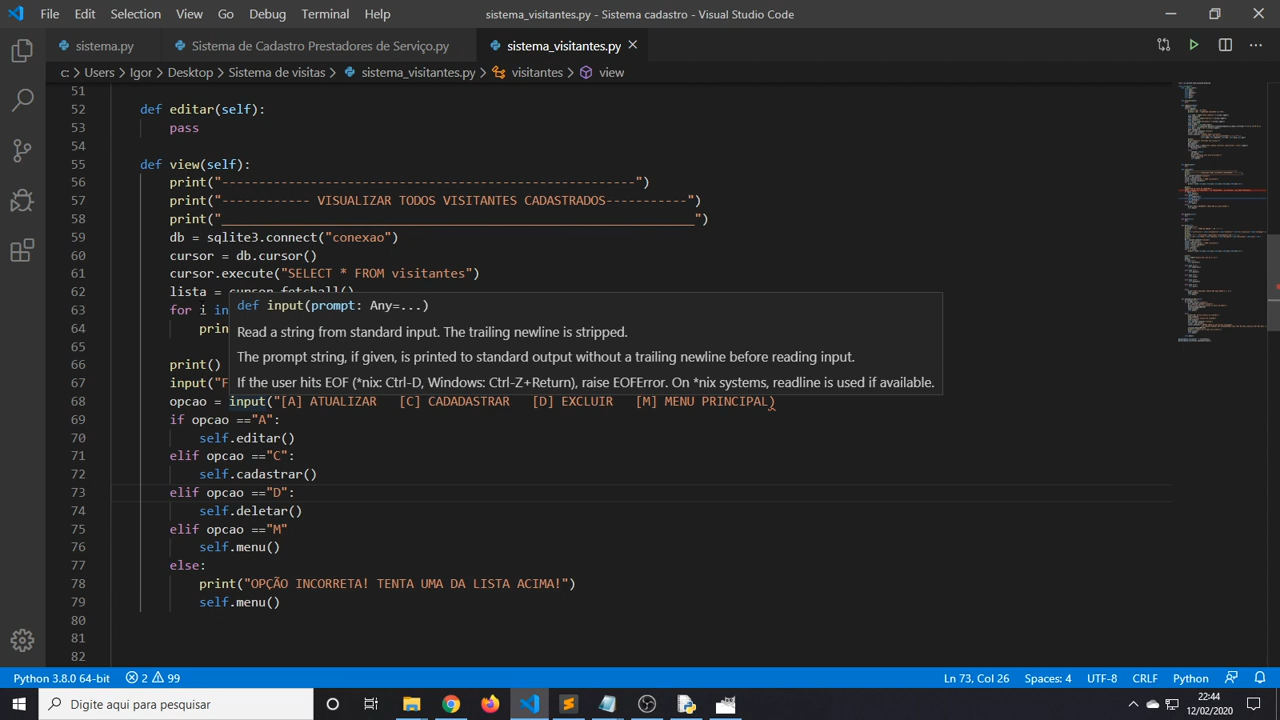 File Edit Selection View Go Debug Terminal Help sistema_visitantes.py - Sistema cadastro - Visual Studio Code
sistema.py Sistema de Cadastro Prestadores de Serviço.py sistema_visitantes.py
c: > Users > Igor > Desktop > Sistema de visitas > sistema_visitantes.py > visitantes > view
51
52 def editar(self):
53 pass
54
55 def view(self):
56 print("--------------------------------------------------------")
57 print("------------ VISUALIZAR TODOS VISITANTES CADASTRADOS-----------")
58 print("________________________________________________________________")
59 db = sqlite3.connect("conexao")
60 cursor = db.cursor()
61 cursor.execute("SELECT * FROM visitantes")
62 lista = cursor.fetchall()
63 for i in
64 prin
65
66 print()
67 input("F
def input(prompt: Any=...)
Read a string from standard input. The trailing newline is stripped.
The prompt string, if given, is printed to standard output without a trailing newline before reading input.
If the user hits EOF (*nix: Ctrl-D, Windows: Ctrl-Z+Return), raise EOFError. On *nix systems, readline is used if available.
68 opcao = input("[A] ATUALIZAR [C] CADADASTRAR [D] EXCLUIR [M] MENU PRINCIPAL)
69 if opcao =="A":
70 self.editar()
71 elif opcao =="C":
72 self.cadastrar()
73 elif opcao =="D":
74 self.deletar()
75 elif opcao =="M"
76 self.menu()
77 else:
78 print("OPÇÃO INCORRETA! TENTA UMA DA LISTA ACIMA!")
79 self.menu()
80
81
82
Python 3.8.0 64-bit 2 99 Ln 73, Col 26 Spaces: 4 UTF-8 CRLF Python
Digite aqui para pesquisar
22:44
12/02/2020